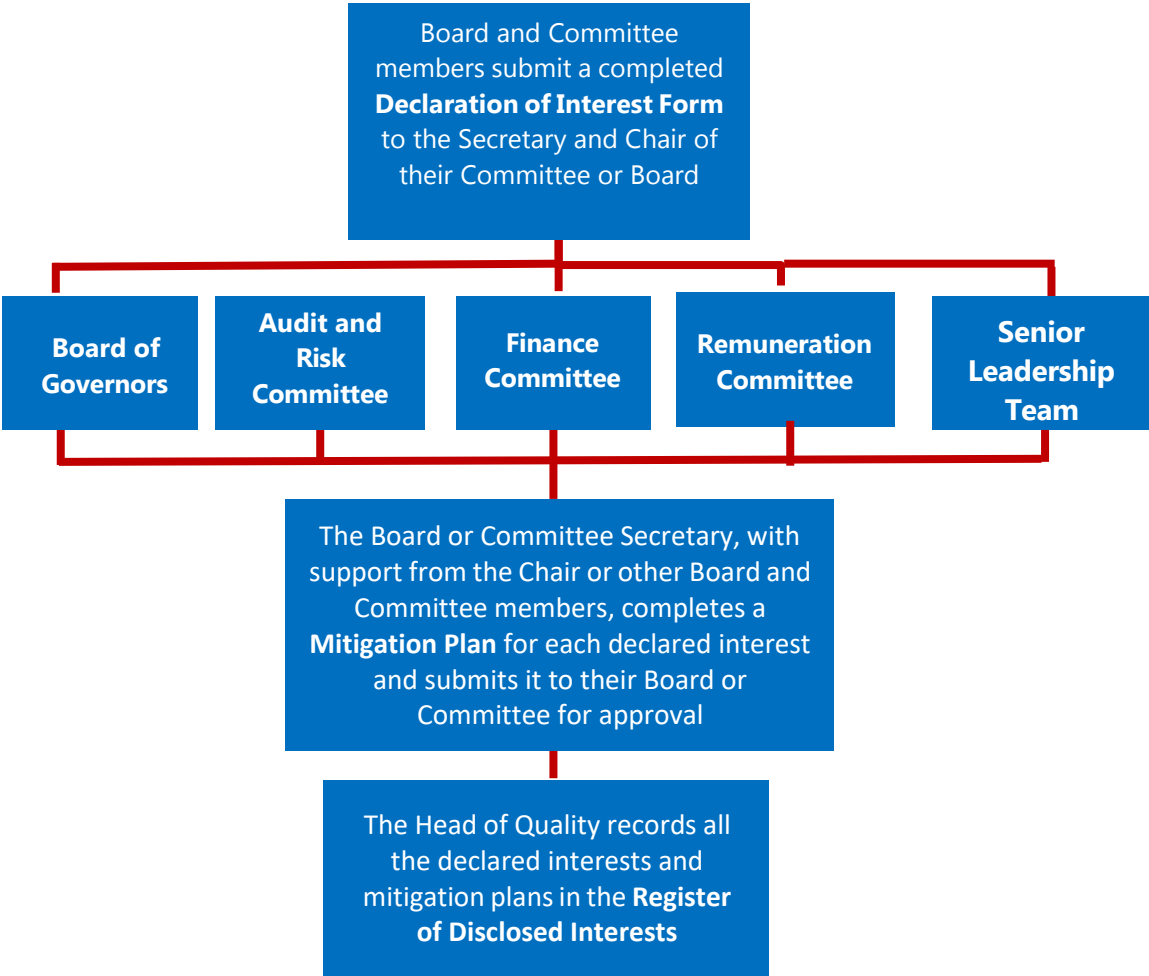 Board and Committee
members submit a completed
Declaration of Interest Form
to the Secretary and Chair of
their Committee or Board
Board of
Governors
Audit and
Risk
Committee
Finance
Committee
Remuneration
Committee
Senior
Leadership
Team
The Board or Committee Secretary, with
support from the Chair or other Board and
Committee members, completes a
Mitigation Plan for each declared interest
and submits it to their Board or
Committee for approval
The Head of Quality records all
the declared interests and
mitigation plans in the Register
of Disclosed Interests